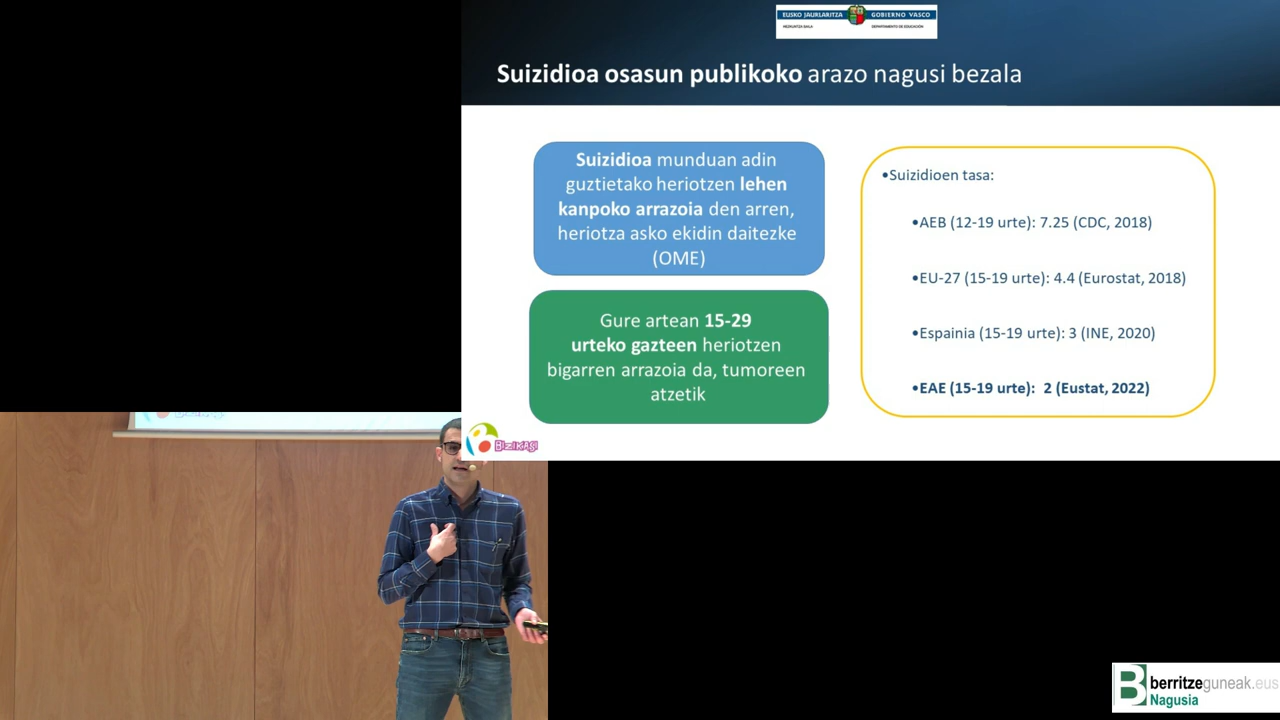 EUSKO JAURLARITZA
GOBIERNO VASCO
HEZKUNTZA SAILA
DEPARTAMENTO DE EDUCACIÓN
Suizidioa osasun publikoko arazo nagusi bezala
Suizidioa munduan adin
guztietako heriotzen lehen
kanpoko arrazoia den arren,
heriotza asko ekidin daitezke
(OME)
Gure artean 15-29
urteko gazteen heriotzen
bigarren arrazoia da, tumoreen
atzetik
•Suizidioen tasa:
•AEB (12-19 urte): 7.25 (CDC, 2018)
•EU-27 (15-19 urte): 4.4 (Eurostat, 2018)
•Espainia (15-19 urte): 3 (INE, 2020)
•EAE (15-19 urte): 2 (Eustat, 2022)
BIZIKASI
berritzeguneak.eus
Nagusia